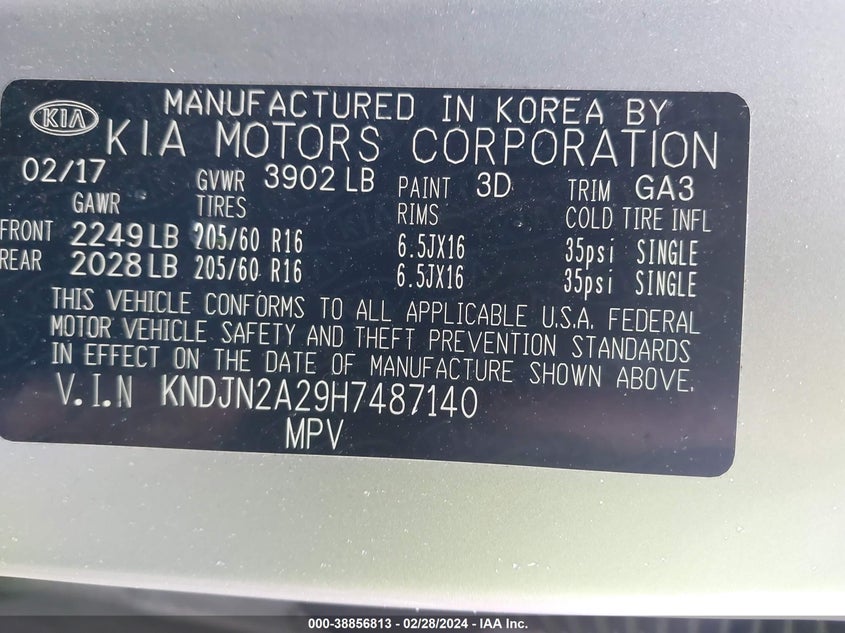 MANUFACTURED IN KOREA BY
KIA KIA MOTORS CORPORATION
02/17 GVWR 3902 LB PAINT 3D TRIM GA3
GAWR TIRES RIMS COLD TIRE INFL
FRONT 2249 LB 205/60 R16 6.5JX16 35psi SINGLE
REAR 2028 LB 205/60 R16 6.5JX16 35psi SINGLE
THIS VEHICLE CONFORMS TO ALL APPLICABLE U.S.A. FEDERAL
MOTOR VEHICLE SAFETY AND THEFT PREVENTION STANDARDS
IN EFFECT ON THE DATE OF MANUFACTURE SHOWN ABOVE.
V.I.N KNDJN2A29H7487140
MPV
000-38856813 - 02/28/2024 - IAA Inc.